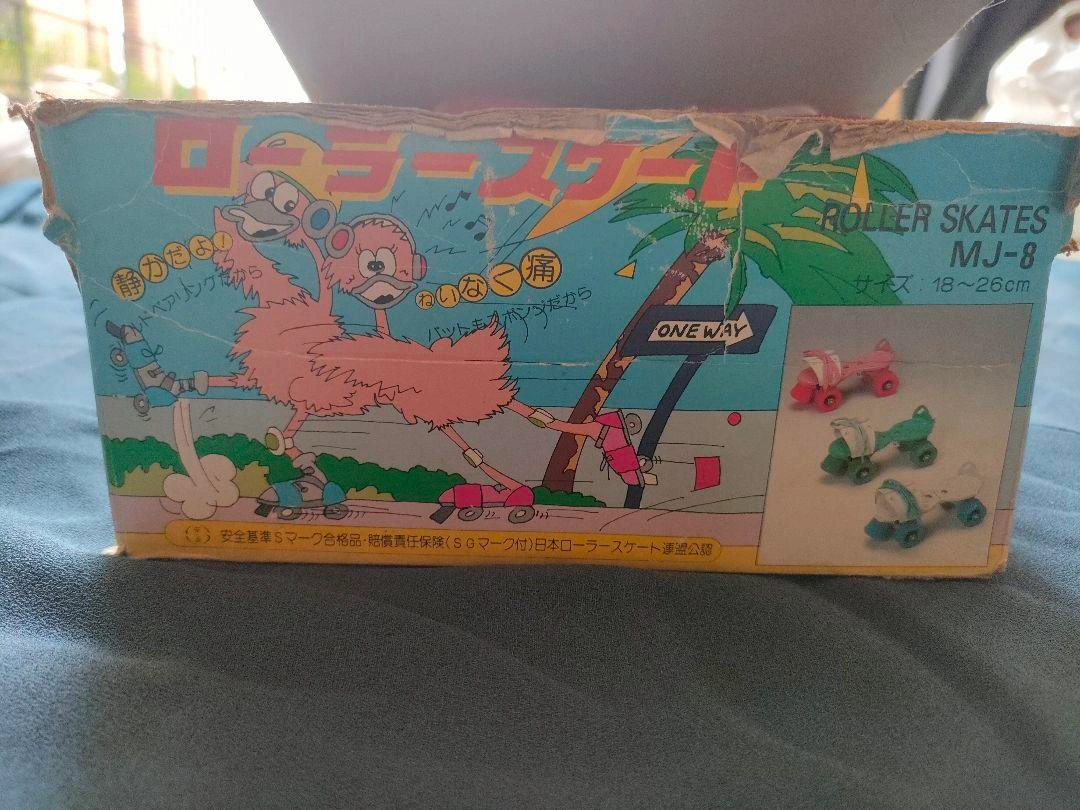 ローラースケート
ROLLER SKATES
MJ-8
サイズ:18〜26cm
静かだよ!
ベアリングだから
痛くないね
パットもスポンジだから
ONE WAY
安全基準Sマーク合格品・賠償責任保険(SGマーク付)日本ローラースケート連盟公認